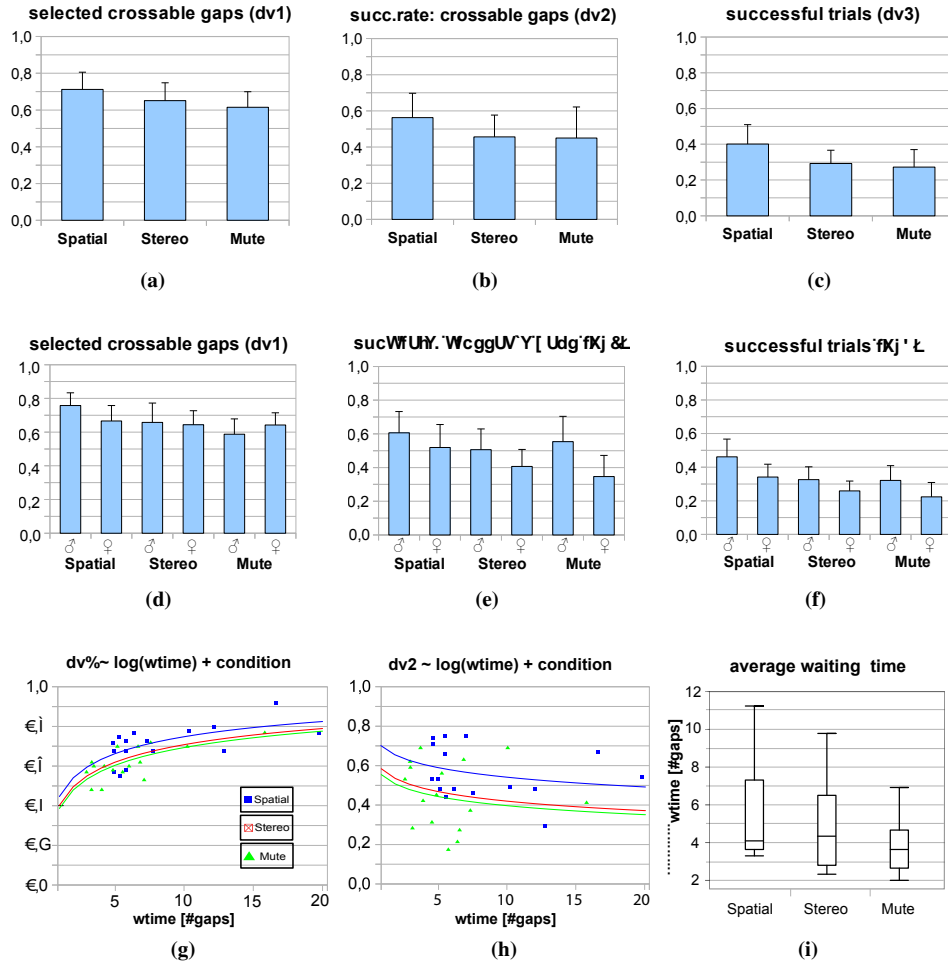 selected crossable gaps (dv1)
1,0
0,8
0,6
0,4
0,2
0,0
Spatial Stereo Mute
(a)
succ.rate: crossable gaps (dv2)
1,0
0,8
0,6
0,4
0,2
0,0
Spatial Stereo Mute
(b)
successful trials (dv3)
1,0
0,8
0,6
0,4
0,2
0,0
Spatial Stereo Mute
(c)
selected crossable gaps (dv1)
1,0
0,8
0,6
0,4
0,2
0,0
♂ ♀ ♂ ♀ ♂ ♀
Spatial Stereo Mute
(d)
1,0
0,8
0,6
0,4
0,2
0,0
♂ ♀ ♂ ♀ ♂ ♀
Spatial Stereo Mute
(e)
successful trials
1,0
0,8
0,6
0,4
0,2
0,0
♂ ♀ ♂ ♀ ♂ ♀
Spatial Stereo Mute
(f)
dv%~ log(wtime) + condition
1,0
€,Ì
€,Î
€,I
€,G
€,0
Spatial
Stereo
Mute
5 10 15 20
wtime [#gaps]
(g)
dv2 ~ log(wtime) + condition
1,0
0,8
0,6
0,4
0,2
0,0
5 10 15 20
wtime [#gaps]
(h)
average waiting time
wtime [#gaps]
12
10
8
6
4
2
Spatial Stereo Mute
(i)